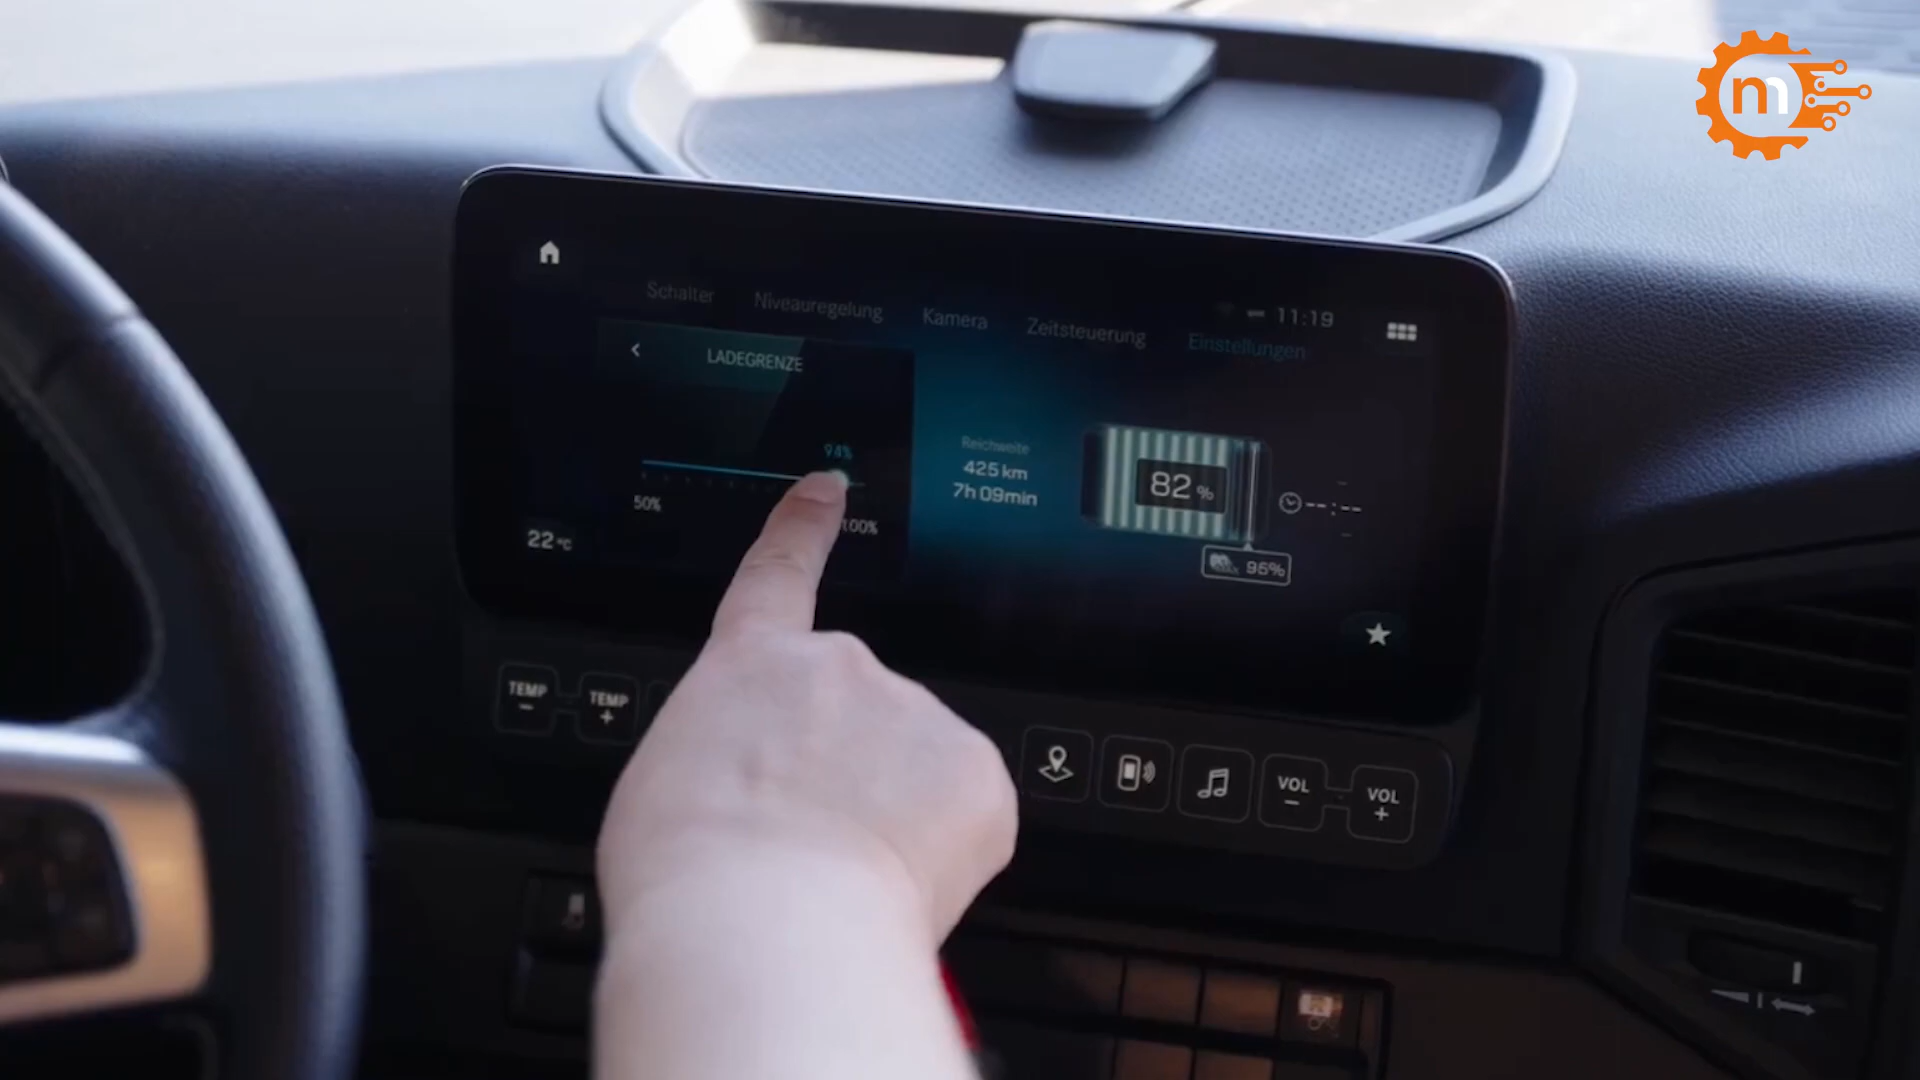 m
Schalter Niveauregelung Kamera Zeitsteuerung Einstellungen
11:19
LADEGRENZE
94%
50%
100%
22 °C
Reichweite
425 km
7h 09min
82 %
--:--
95%
TEMP
−
TEMP
+
VOL
−
VOL
+